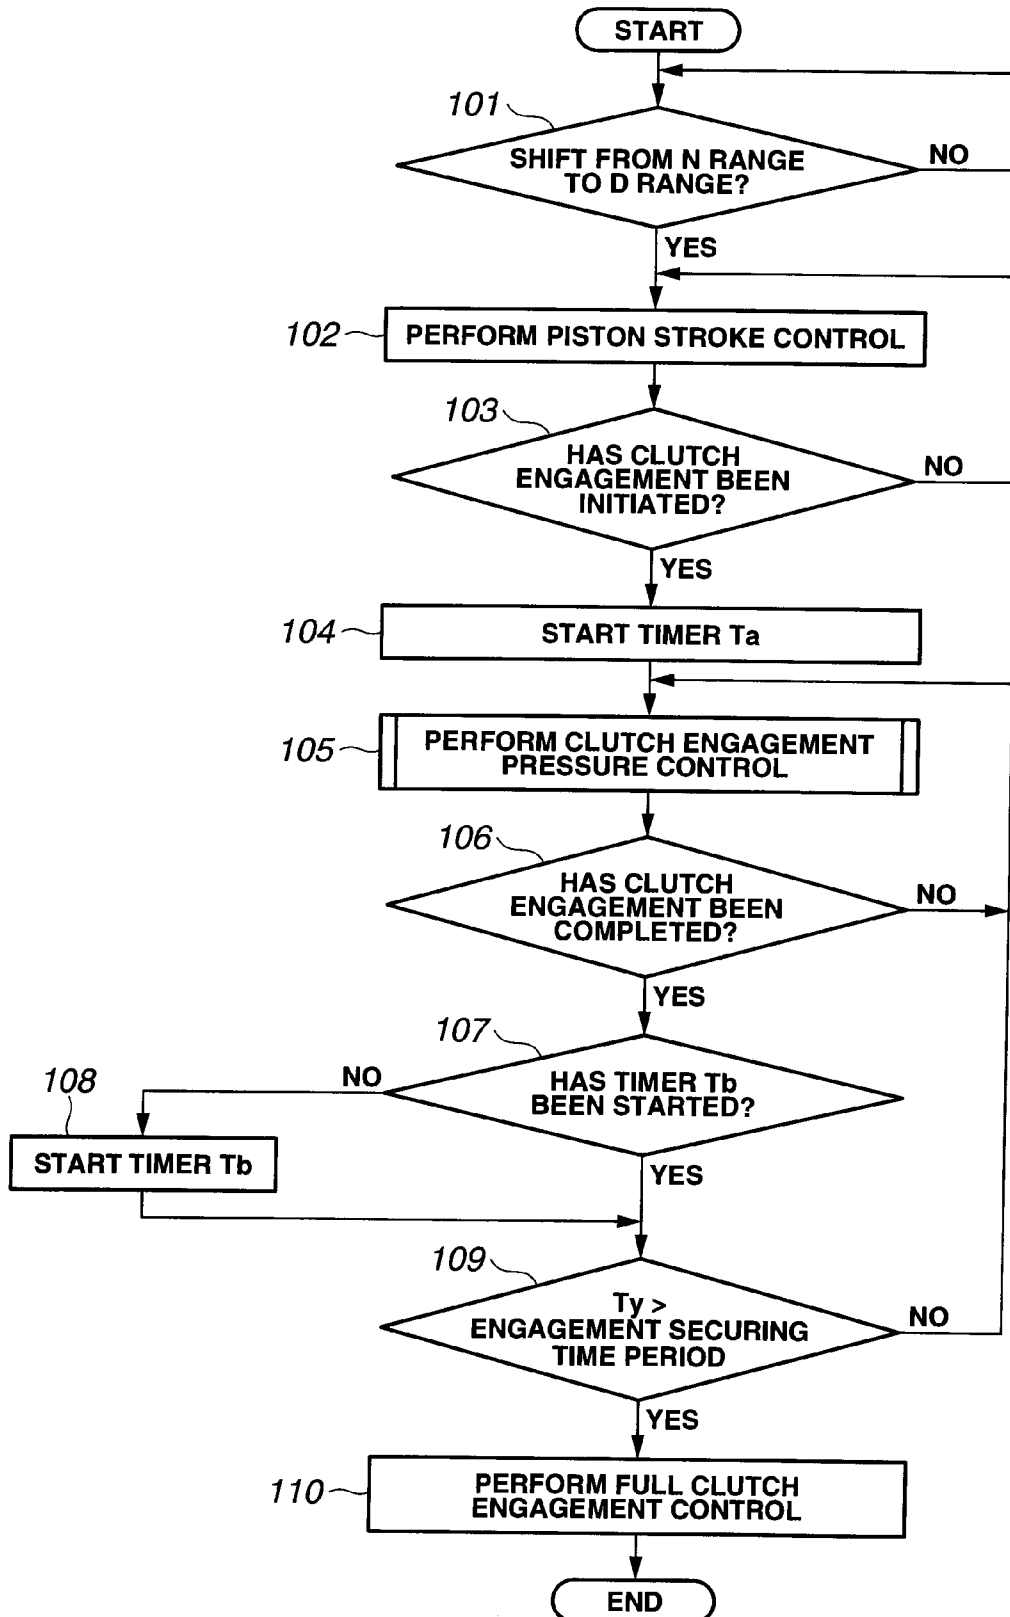 START
101
SHIFT FROM N RANGE
TO D RANGE?
NO
YES
102
PERFORM PISTON STROKE CONTROL
103
HAS CLUTCH
ENGAGEMENT BEEN
INITIATED?
NO
YES
104
START TIMER Ta
105
PERFORM CLUTCH ENGAGEMENT
PRESSURE CONTROL
106
HAS CLUTCH
ENGAGEMENT BEEN
COMPLETED?
NO
YES
107
HAS TIMER Tb
BEEN STARTED?
NO
108
START TIMER Tb
YES
109
Ty >
ENGAGEMENT SECURING
TIME PERIOD
NO
YES
110
PERFORM FULL CLUTCH
ENGAGEMENT CONTROL
END